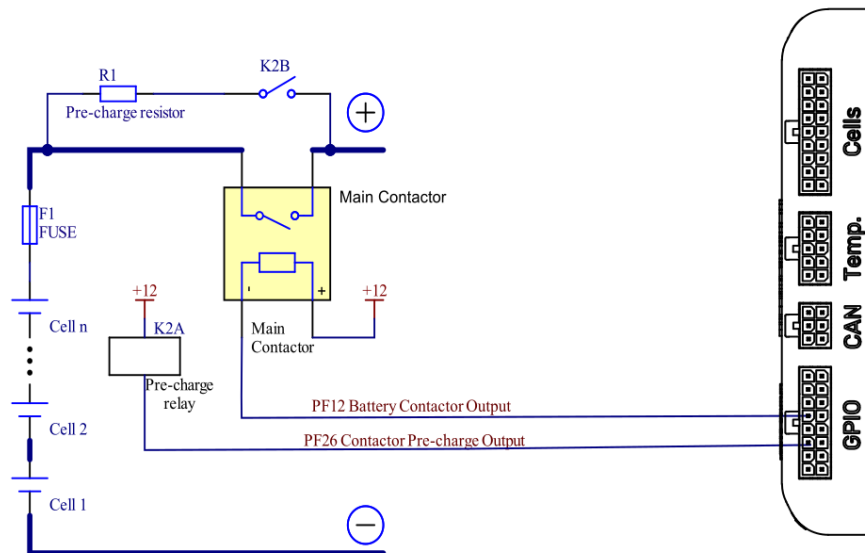 R1
K2B
Pre-charge resistor
+
Main Contactor
F1
FUSE
+12
- +
+12
K2A
Main
Contactor
Cell n
Pre-charge
relay
PF12 Battery Contactor Output
Cell 2
PF26 Contactor Pre-charge Output
Cell 1
−
Cells
Temp.
CAN
GPIO